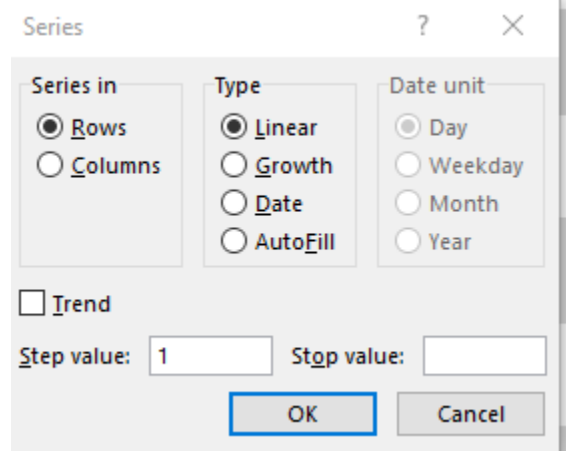 Series ?
Series in
Rows
Columns
Type
Linear
Growth
Date
AutoFill
Date unit
Day
Weekday
Month
Year
Trend
Step value: 1
Stop value:
OK
Cancel